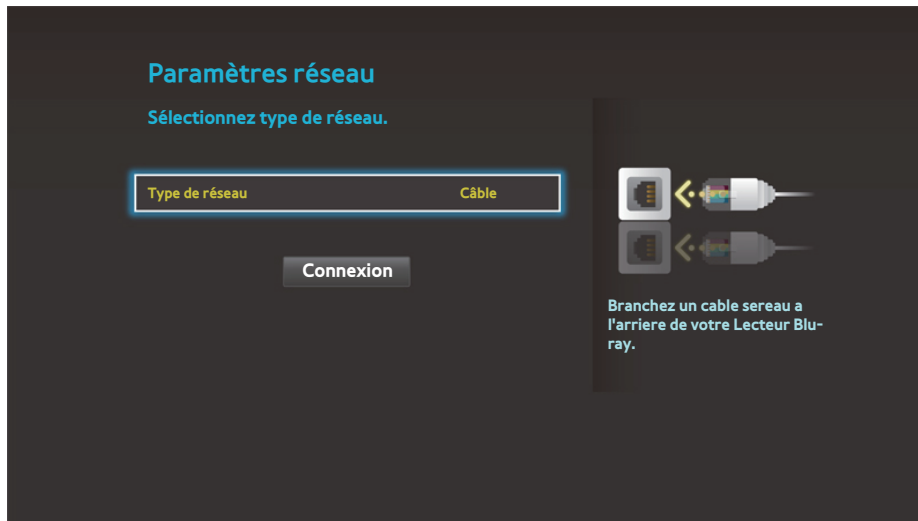 Paramètres réseau
Sélectionnez type de réseau.
Type de réseau Câble
Connexion
Branchez un cable sereau a
l'arriere de votre Lecteur Blu-
ray.